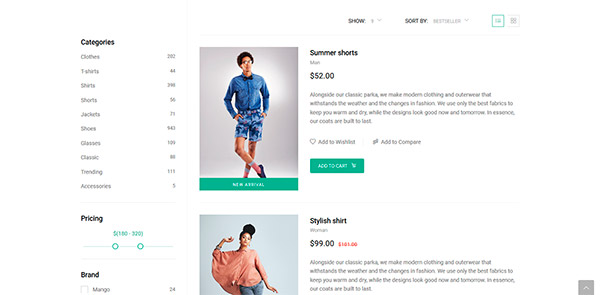 SHOW: 9
SORT BY: BESTSELLER
Categories
Clothes 282
T-shirts 44
Shirts 398
Shorts 56
Jackets 71
Shoes 943
Glasses 109
Classic 88
Trending 111
Accessories 5
Pricing
$(180 - 320)
Brand
Mango 24
NEW ARRIVAL
Summer shorts
Man
$52.00
Alongside our classic parka, we make modern clothing and outerwear that
withstands the weather and the changes in fashion. We use only the best fabrics to
keep you warm and dry, while the designs look good now and tomorrow. In essence,
our coats are built to last.
Add to Wishlist
Add to Compare
ADD TO CART
Stylish shirt
Woman
$99.00 $101.00
Alongside our classic parka, we make modern clothing and outerwear that
withstands the weather and the changes in fashion. We use only the best fabrics to
keep you warm and dry, while the designs look good now and tomorrow. In essence,
our coats are built to last.